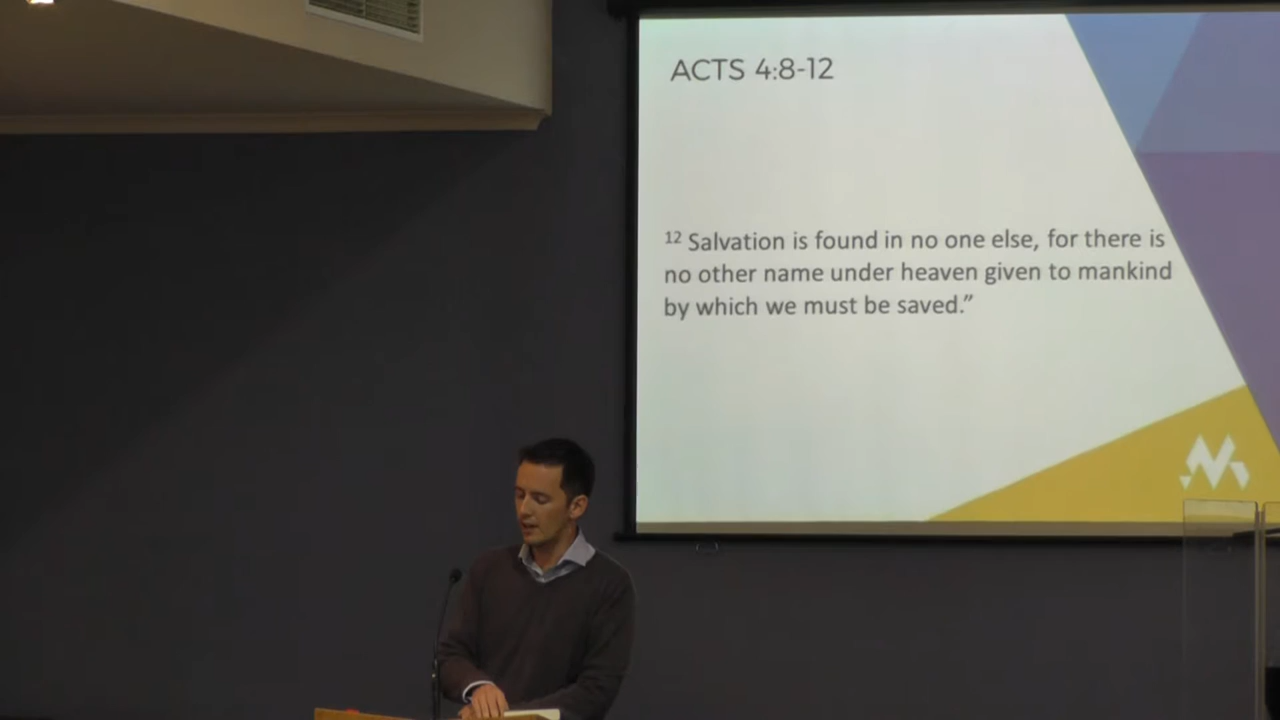 ACTS 4:8-12
12 Salvation is found in no one else, for there is
no other name under heaven given to mankind
by which we must be saved.”